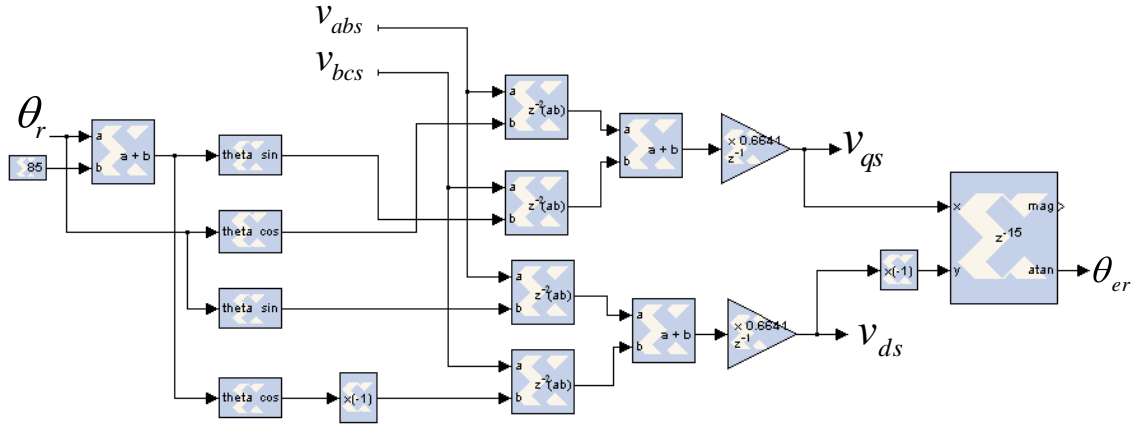 v_abs
v_bcs
θ_r
85
a
b
a + b
theta sin
theta cos
theta sin
theta cos
x(-1)
a
b
z⁻²(ab)
a
b
z⁻²(ab)
a
b
z⁻²(ab)
a
b
z⁻²(ab)
a
b
a + b
a
b
a + b
x 0.6641
z⁻¹
x 0.6641
z⁻¹
v_qs
v_ds
x(-1)
x
y
z⁻¹⁵
mag
atan
θ_er